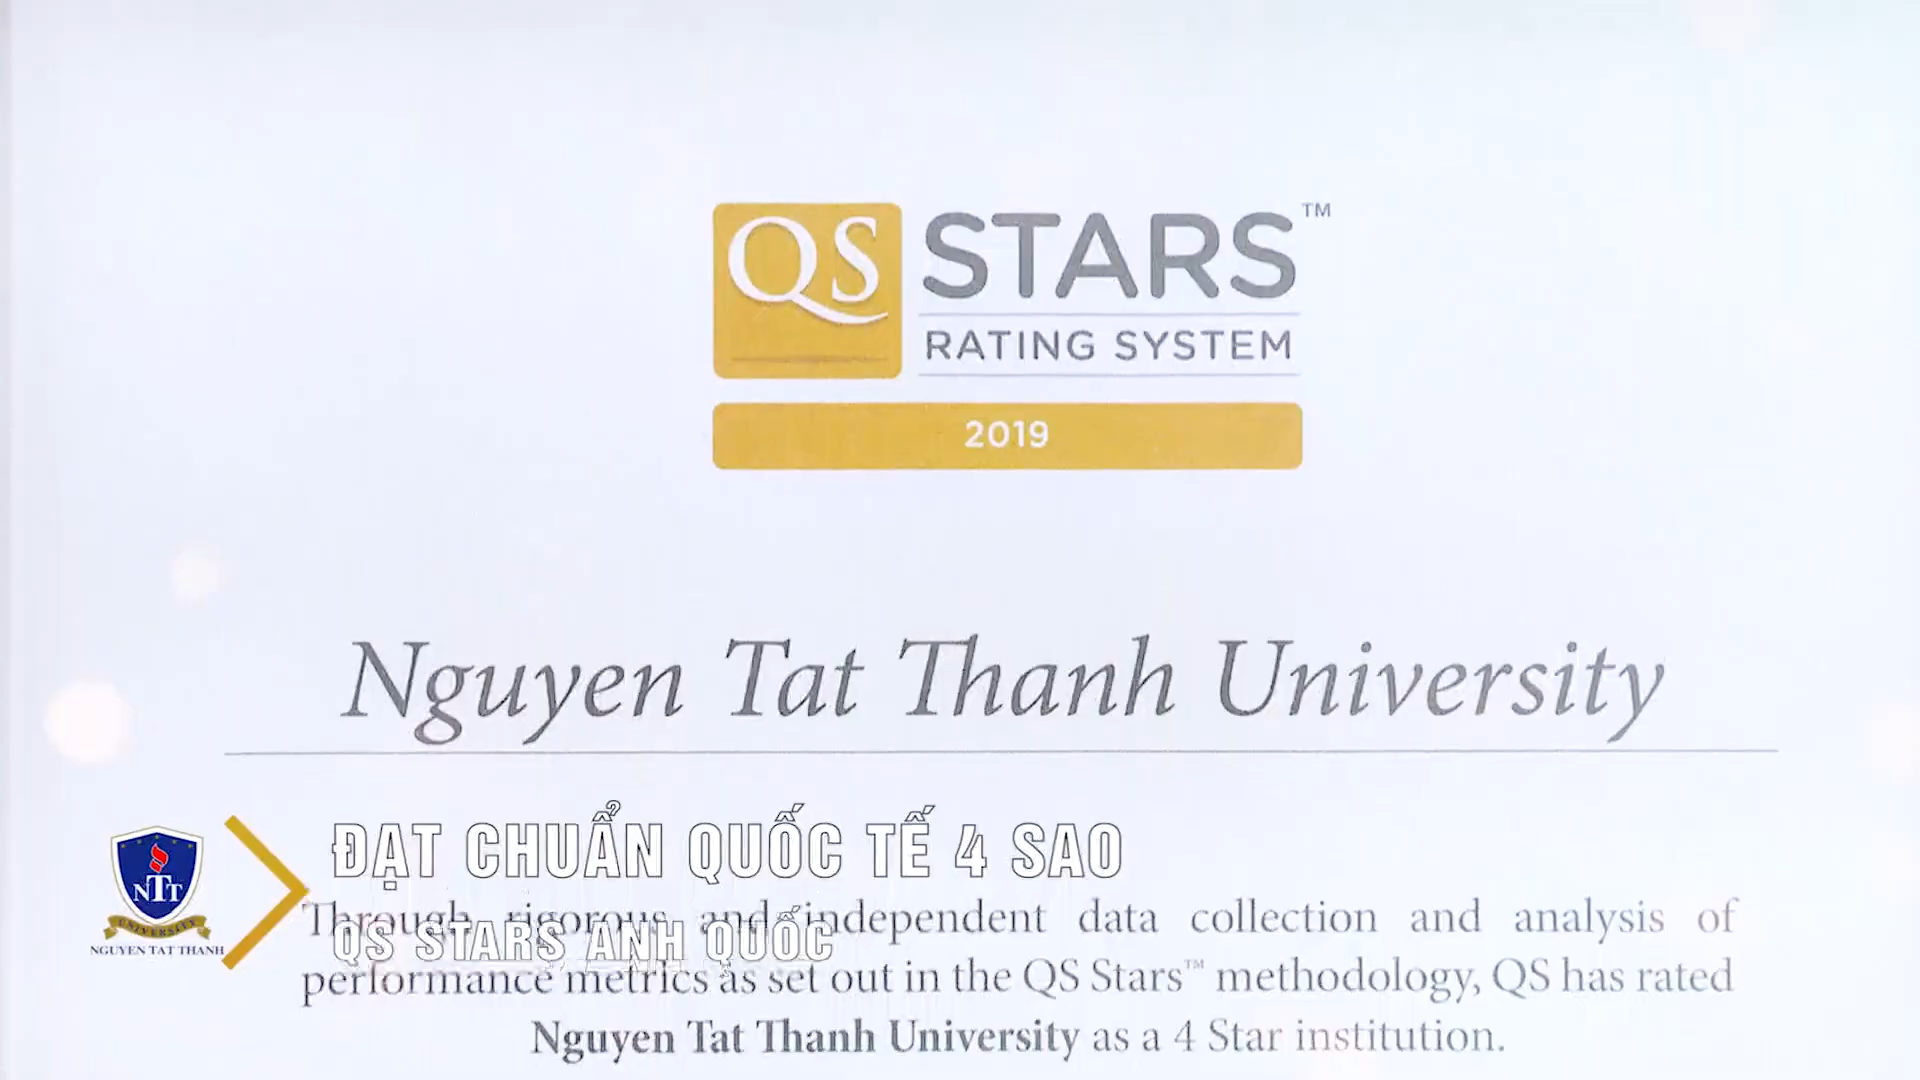 QS STARS™
RATING SYSTEM
2019
Nguyen Tat Thanh University
ĐẠT CHUẨN QUỐC TẾ 4 SAO
QS STARS ANH QUỐC
Through rigorous and independent data collection and analysis of
performance metrics as set out in the QS Stars™ methodology, QS has rated
Nguyen Tat Thanh University as a 4 Star institution.
NTT
UNIVERSITY
NGUYEN TAT THANH